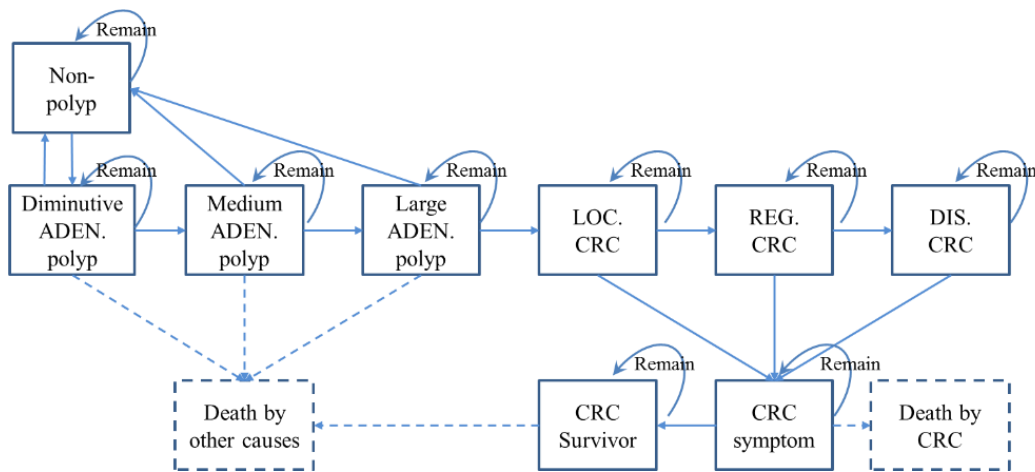 Remain
Non-
polyp
Remain
Remain
Remain
Remain
Remain
Remain
Diminutive
ADEN.
polyp
Medium
ADEN.
polyp
Large
ADEN.
polyp
LOC.
CRC
REG.
CRC
DIS.
CRC
Remain
Remain
Death by
other causes
CRC
Survivor
CRC
symptom
Death by
CRC